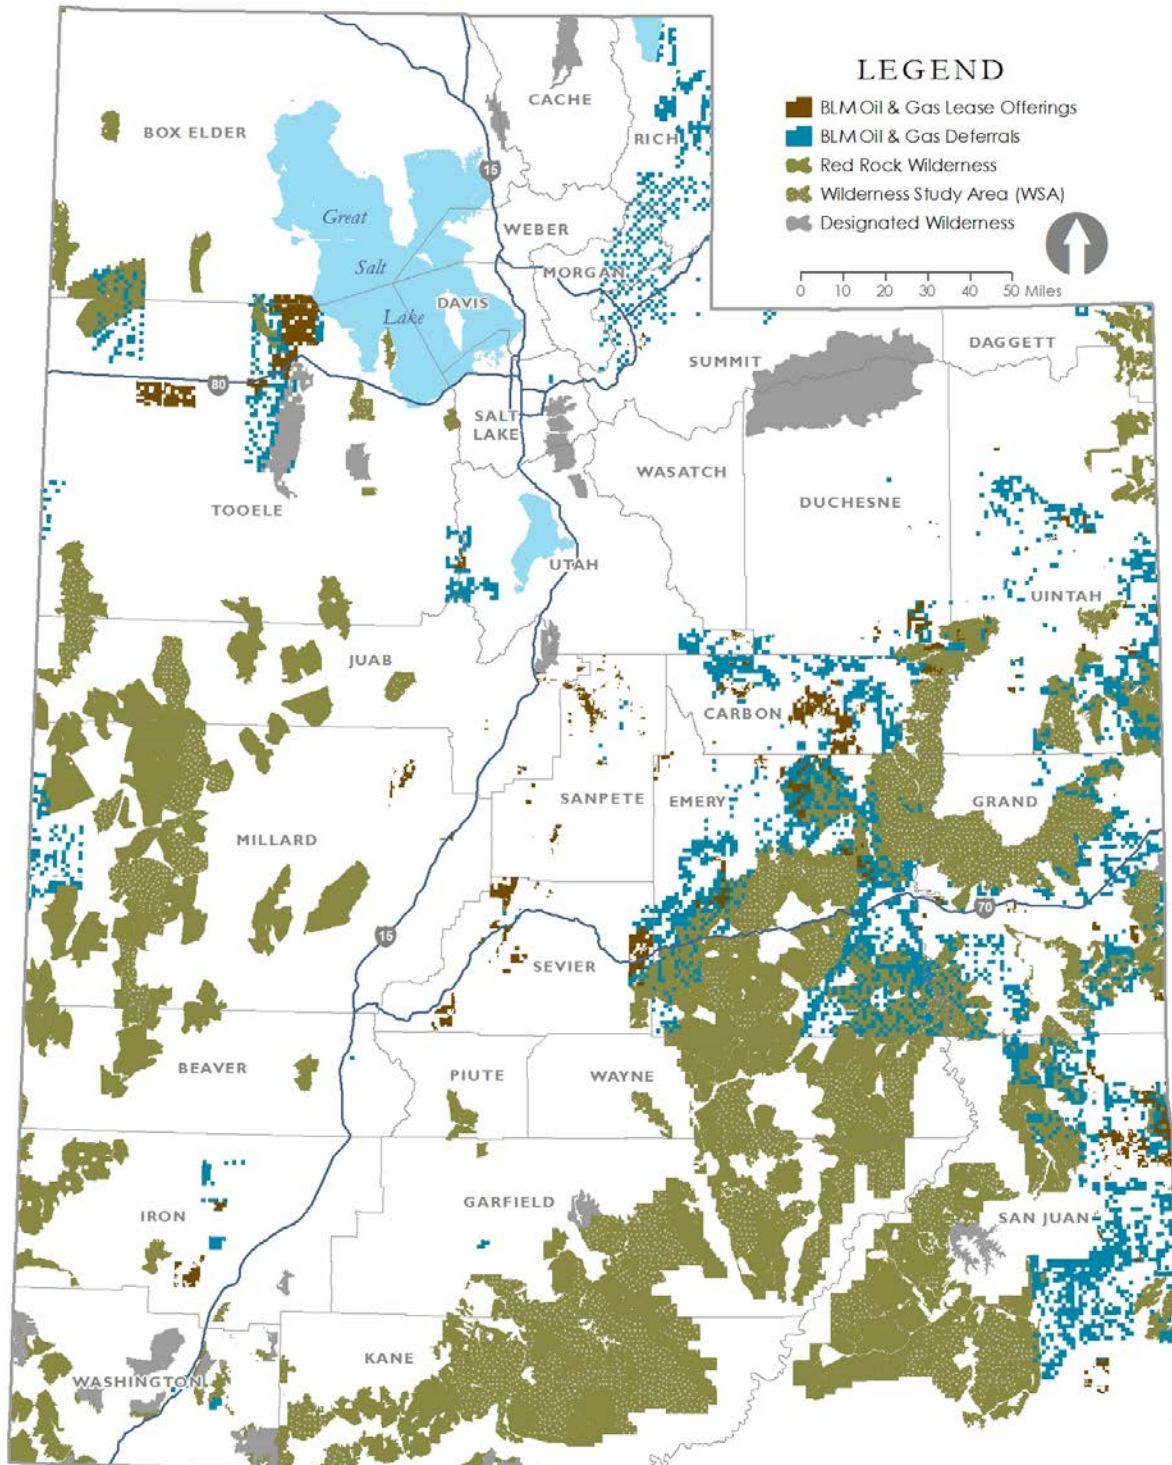 LEGEND
BLM Oil & Gas Lease Offerings
BLM Oil & Gas Deferrals
Red Rock Wilderness
Wilderness Study Area (WSA)
Designated Wilderness
0 10 20 30 40 50 Miles
CACHE
BOX ELDER
RICH
15
Great
Salt
Lake
WEBER
MORGAN
DAVIS
SUMMIT
DAGGETT
80
SALT
LAKE
WASATCH
DUCHESNE
TOOELE
UTAH
UINTAH
JUAB
CARBON
SANPETE
EMERY
GRAND
MILLARD
70
15
SEVIER
BEAVER
PIUTE
WAYNE
IRON
GARFIELD
SAN JUAN
KANE
WASHINGTON